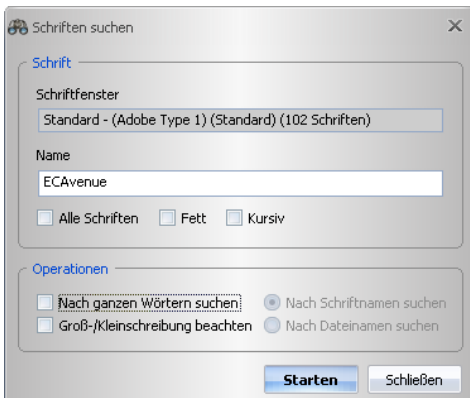 Schriften suchen
Schrift
Schriftfenster
Standard - (Adobe Type 1) (Standard) (102 Schriften)
Name
ECAvenue
Alle Schriften Fett Kursiv
Operationen
Nach ganzen Wörtern suchen Nach Schriftnamen suchen
Groß-/Kleinschreibung beachten Nach Dateinamen suchen
Starten Schließen